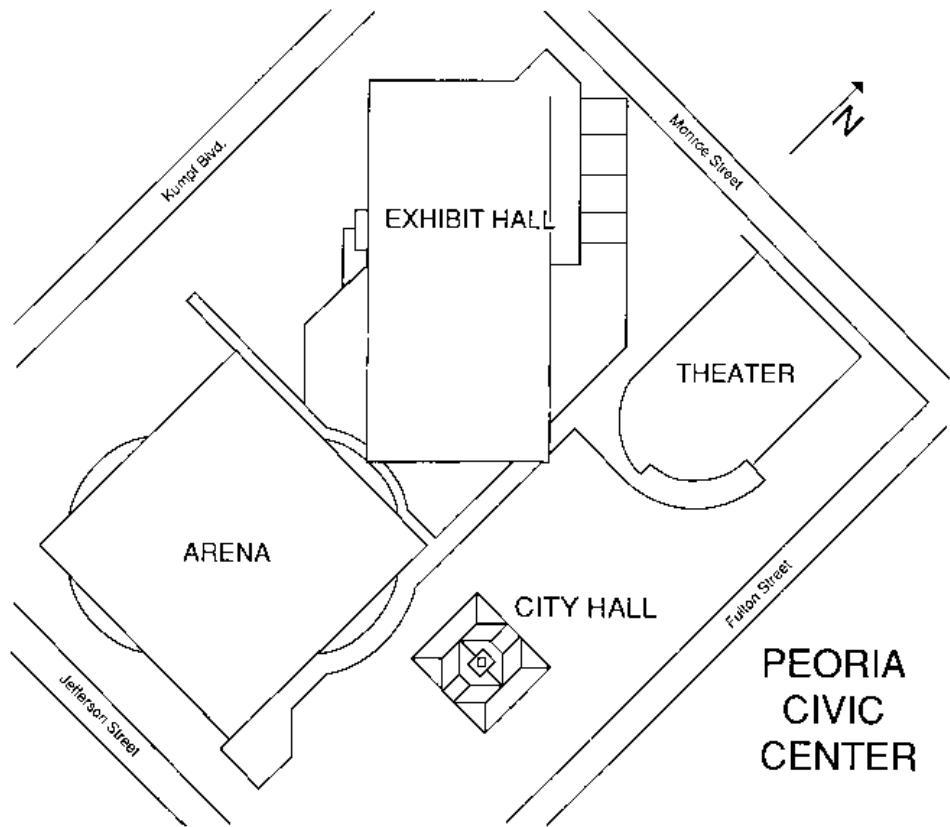 N
Monroe Street
Kumpf Blvd.
EXHIBIT HALL
THEATER
ARENA
CITY HALL
Fulton Street
Jefferson Street
PEORIA
CIVIC
CENTER